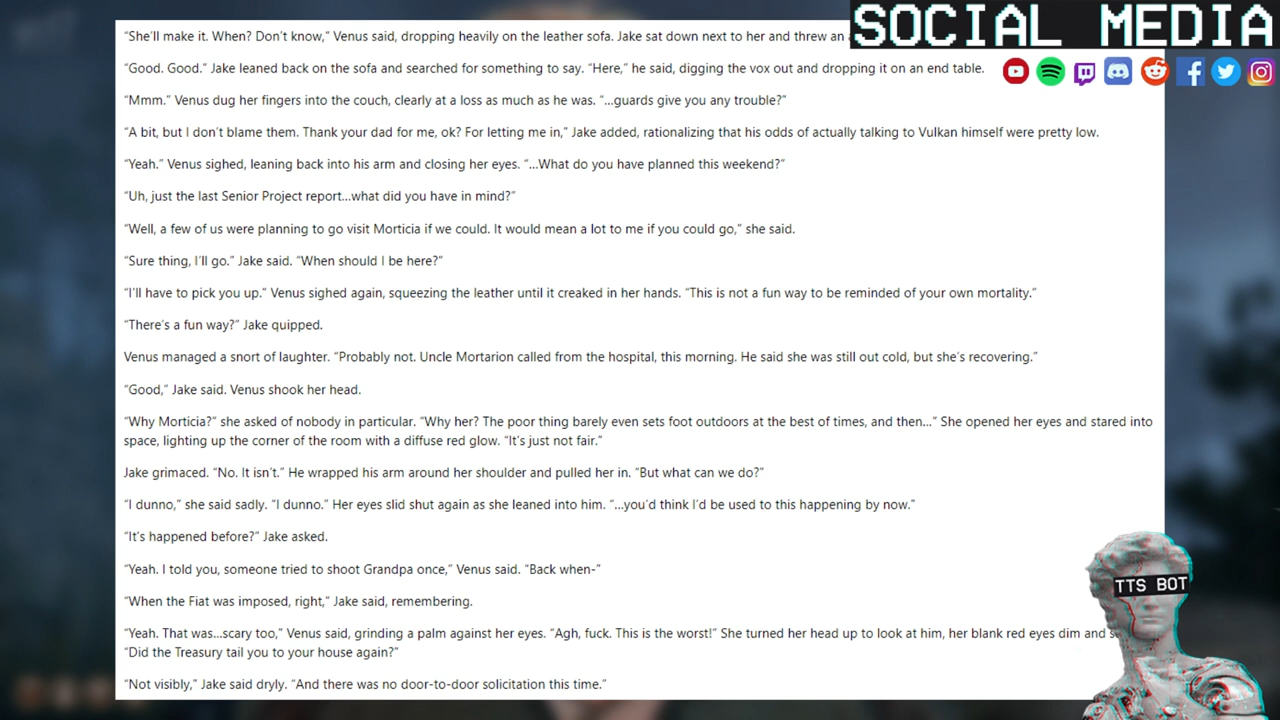 SOCIAL MEDIA
“She’ll make it. When? Don’t know,” Venus said, dropping heavily on the leather sofa. Jake sat down next to her and threw an
“Good. Good.” Jake leaned back on the sofa and searched for something to say. “Here,” he said, digging the vox out and dropping it on an end table.
“Mmm.” Venus dug her fingers into the couch, clearly at a loss as much as he was. “…guards give you any trouble?”
“A bit, but I don’t blame them. Thank your dad for me, ok? For letting me in,” Jake added, rationalizing that his odds of actually talking to Vulkan himself were pretty low.
“Yeah.” Venus sighed, leaning back into his arm and closing her eyes. “…What do you have planned this weekend?”
“Uh, just the last Senior Project report…what did you have in mind?”
“Well, a few of us were planning to go visit Morticia if we could. It would mean a lot to me if you could go,” she said.
“Sure thing, I’ll go.” Jake said. “When should I be here?”
“I’ll have to pick you up.” Venus sighed again, squeezing the leather until it creaked in her hands. “This is not a fun way to be reminded of your own mortality.”
“There’s a fun way?” Jake quipped.
Venus managed a snort of laughter. “Probably not. Uncle Mortarion called from the hospital, this morning. He said she was still out cold, but she’s recovering.”
“Good,” Jake said. Venus shook her head.
“Why Morticia?” she asked of nobody in particular. “Why her? The poor thing barely even sets foot outdoors at the best of times, and then…” She opened her eyes and stared into
space, lighting up the corner of the room with a diffuse red glow. “It’s just not fair.”
Jake grimaced. “No. It isn’t.” He wrapped his arm around her shoulder and pulled her in. “But what can we do?”
“I dunno,” she said sadly. “I dunno.” Her eyes slid shut again as she leaned into him. “…you’d think I’d be used to this happening by now.”
“It’s happened before?” Jake asked.
“Yeah. I told you, someone tried to shoot Grandpa once,” Venus said. “Back when-”
“When the Fiat was imposed, right,” Jake said, remembering.
“Yeah. That was…scary too,” Venus said, grinding a palm against her eyes. “Agh, fuck. This is the worst!” She turned her head up to look at him, her blank red eyes dim and
“Did the Treasury tail you to your house again?”
“Not visibly,” Jake said dryly. “And there was no door-to-door solicitation this time.”
TTS BOT